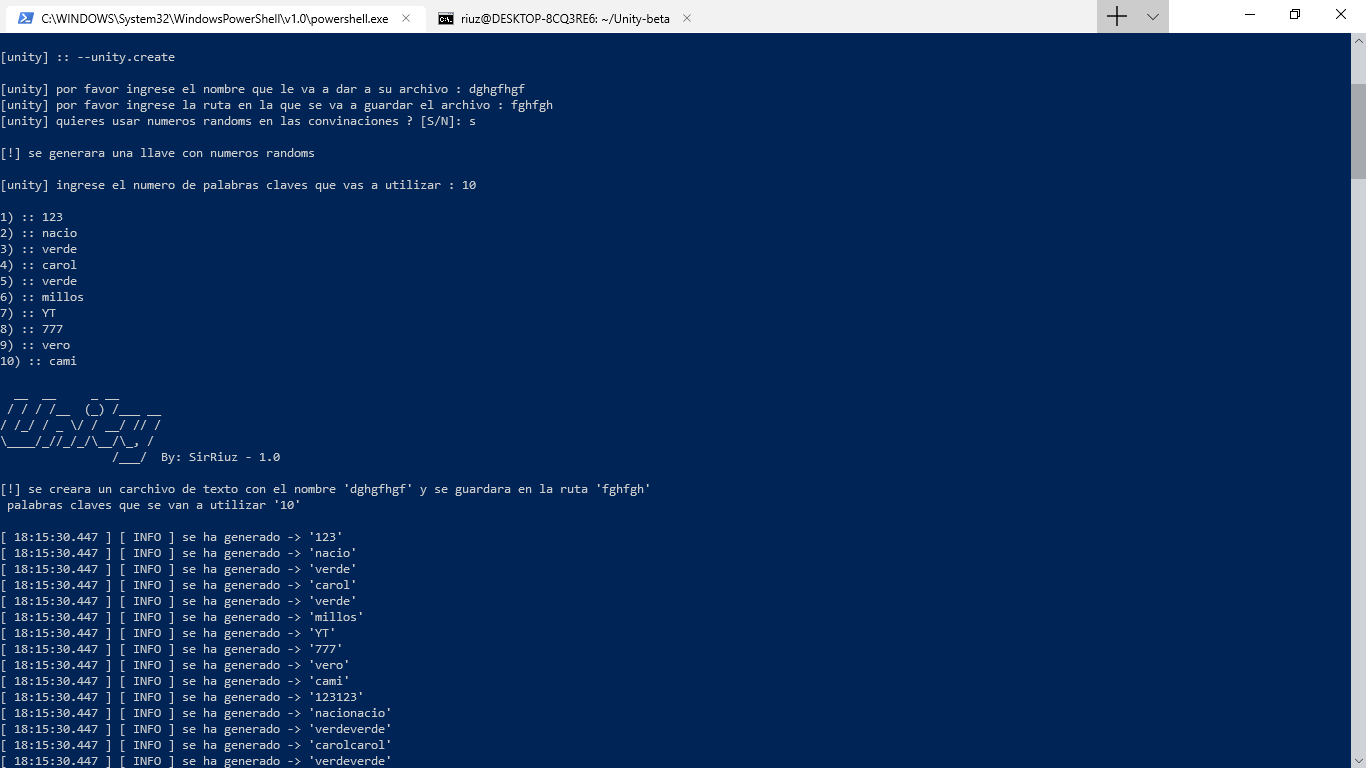 C:\WINDOWS\System32\WindowsPowerShell\v1.0\powershell.exe
riuz@DESKTOP-8CQ3RE6: ~/Unity-beta
[unity] :: --unity.create
[unity] por favor ingrese el nombre que le va a dar a su archivo : dghgfhgf
[unity] por favor ingrese la ruta en la que se va a guardar el archivo : fghfgh
[unity] quieres usar numeros randoms en las convinaciones ? [S/N]: s
[!] se generara una llave con numeros randoms
[unity] ingrese el numero de palabras claves que vas a utilizar : 10
1) :: 123
2) :: nacio
3) :: verde
4) :: carol
5) :: verde
6) :: millos
7) :: YT
8) :: 777
9) :: vero
10) :: cami
Unity
By: SirRiuz - 1.0
[!] se creara un carchivo de texto con el nombre 'dghgfhgf' y se guardara en la ruta 'fghfgh'
palabras claves que se van a utilizar '10'
[ 18:15:30.447 ] [ INFO ] se ha generado -> '123'
[ 18:15:30.447 ] [ INFO ] se ha generado -> 'nacio'
[ 18:15:30.447 ] [ INFO ] se ha generado -> 'verde'
[ 18:15:30.447 ] [ INFO ] se ha generado -> 'carol'
[ 18:15:30.447 ] [ INFO ] se ha generado -> 'verde'
[ 18:15:30.447 ] [ INFO ] se ha generado -> 'millos'
[ 18:15:30.447 ] [ INFO ] se ha generado -> 'YT'
[ 18:15:30.447 ] [ INFO ] se ha generado -> '777'
[ 18:15:30.447 ] [ INFO ] se ha generado -> 'vero'
[ 18:15:30.447 ] [ INFO ] se ha generado -> 'cami'
[ 18:15:30.447 ] [ INFO ] se ha generado -> '123123'
[ 18:15:30.447 ] [ INFO ] se ha generado -> 'nacionacio'
[ 18:15:30.447 ] [ INFO ] se ha generado -> 'verdeverde'
[ 18:15:30.447 ] [ INFO ] se ha generado -> 'carolcarol'
[ 18:15:30.447 ] [ INFO ] se ha generado -> 'verdeverde'